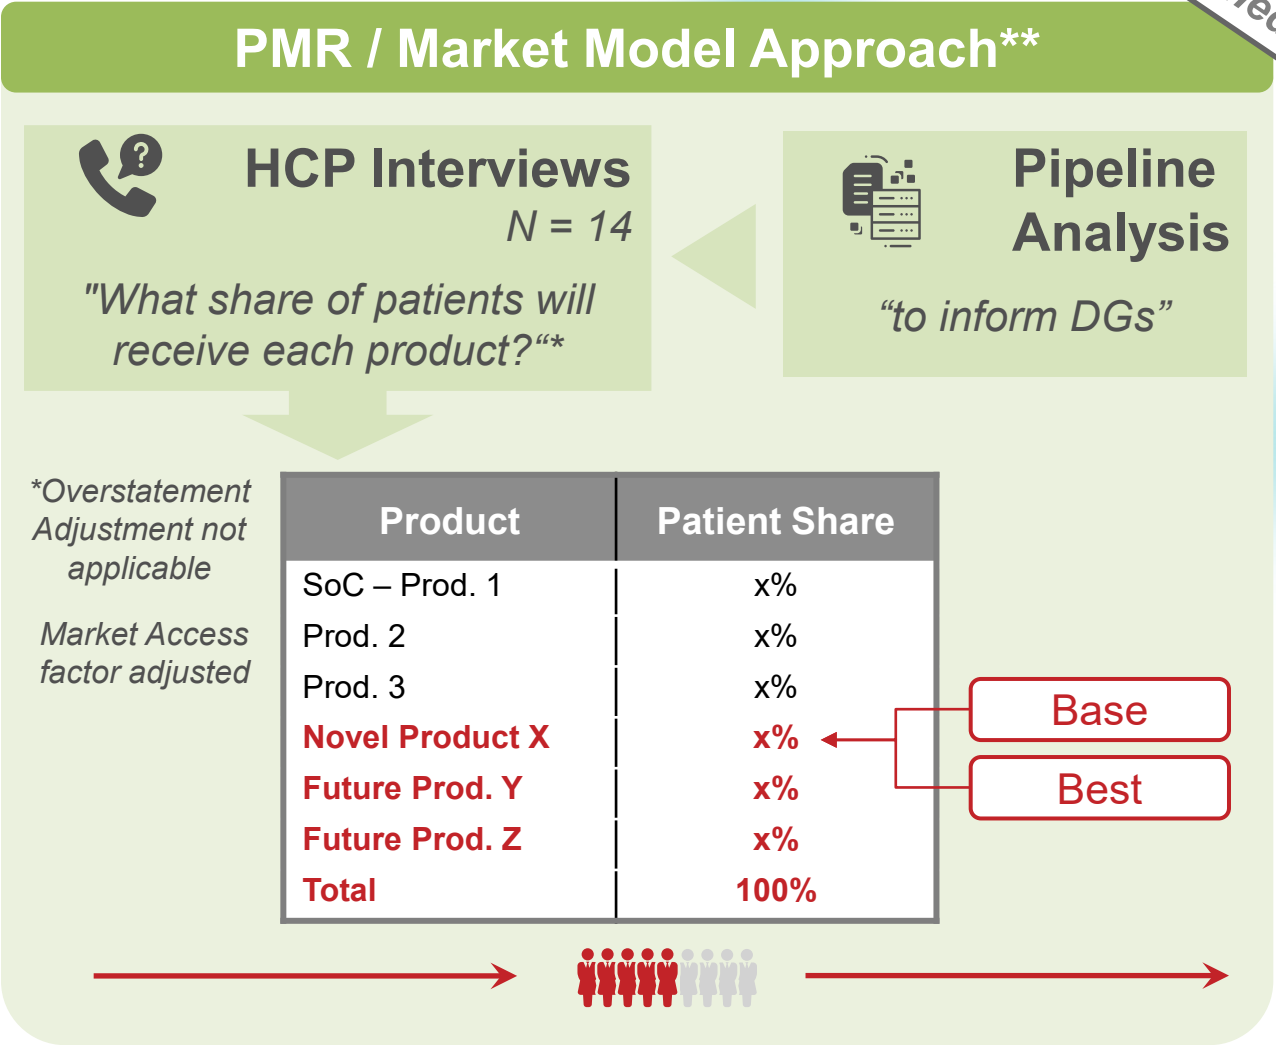 PMR / Market Model Approach**
HCP Interviews
N = 14
"What share of patients will
receive each product?“*
Pipeline
Analysis
“to inform DGs”
*Overstatement
Adjustment not
applicable
Market Access
factor adjusted
Product Patient Share
SoC – Prod. 1 x%
Prod. 2 x%
Prod. 3 x%
Novel Product X x%
Future Prod. Y x%
Future Prod. Z x%
Total 100%
Base
Best